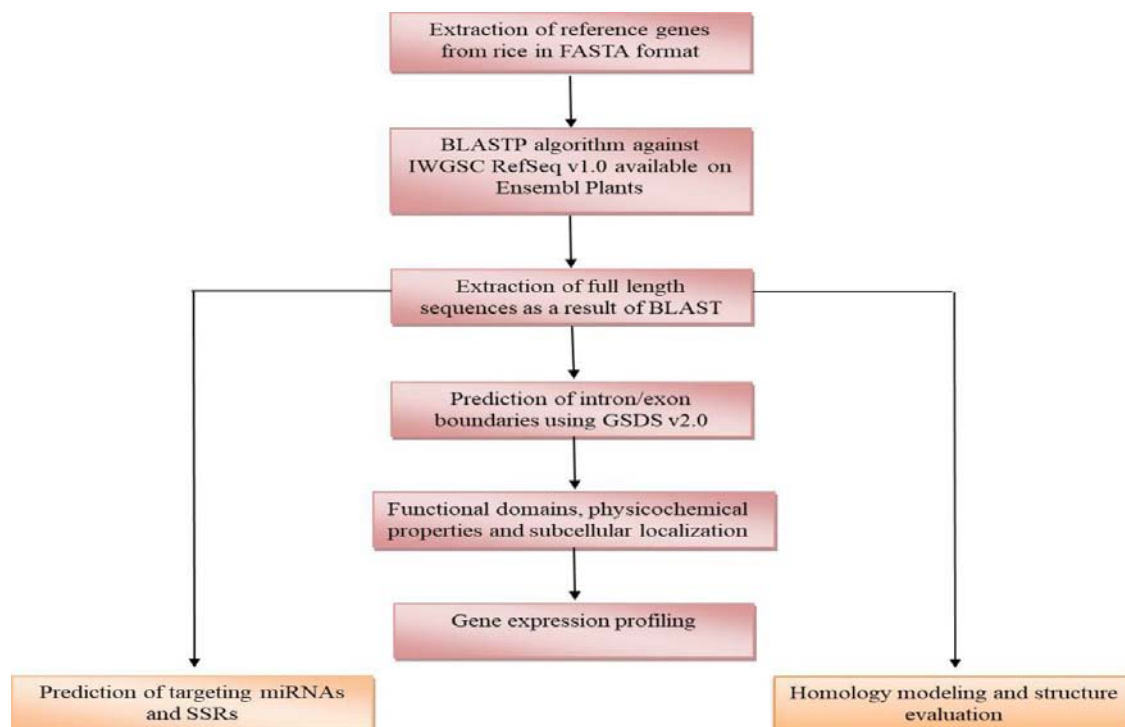 Extraction of reference genes
from rice in FASTA format
BLASTP algorithm against
IWGSC RefSeq v1.0 available on
Ensembl Plants
Extraction of full length
sequences as a result of BLAST
Prediction of intron/exon
boundaries using GSDS v2.0
Functional domains, physicochemical
properties and subcellular localization
Gene expression profiling
Prediction of targeting miRNAs
and SSRs
Homology modeling and structure
evaluation